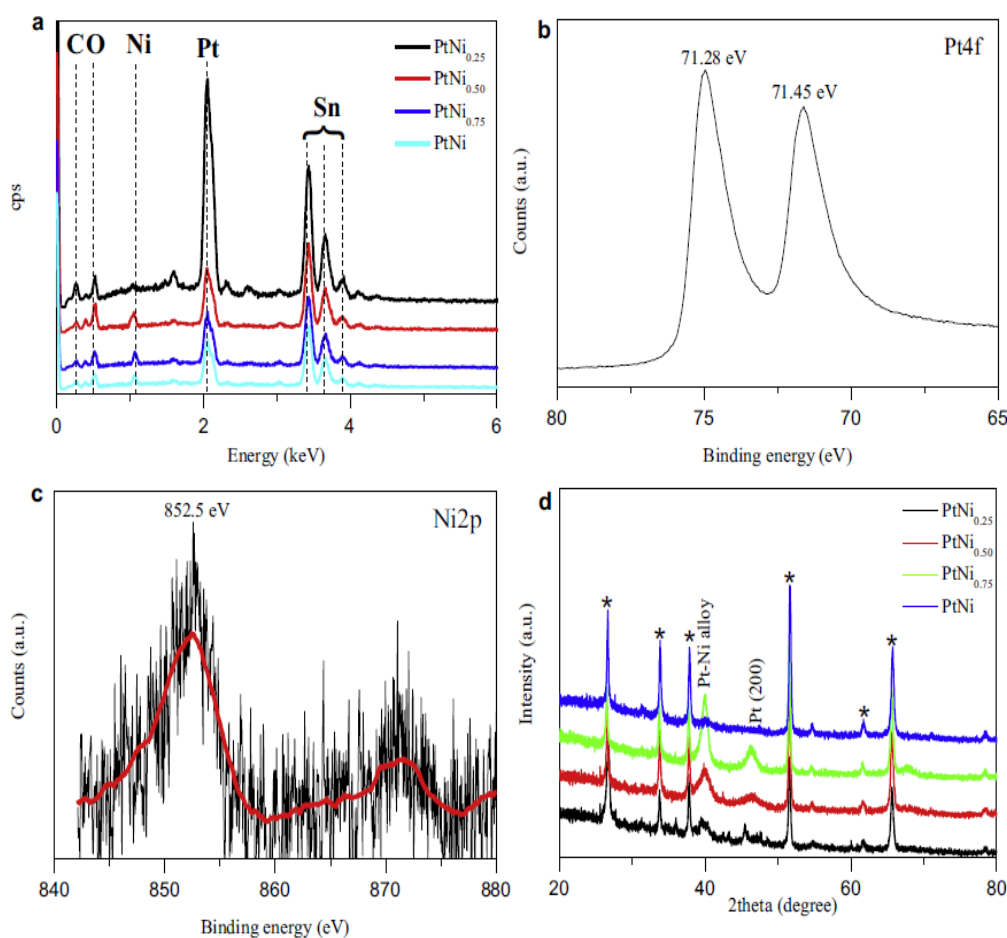 a
C O Ni Pt
Sn
PtNi0.25
PtNi0.50
PtNi0.75
PtNi
cps
0 2 4 6
Energy (keV)
b
Pt4f
71.28 eV
71.45 eV
Counts (a.u.)
80 75 70 65
Binding energy (eV)
c
852.5 eV
Ni2p
Counts (a.u.)
840 850 860 870 880
Binding energy (eV)
d
PtNi0.25
PtNi0.50
PtNi0.75
PtNi
* * * * * *
Pt-Ni alloy
Pt (200)
Intensity (a.u.)
20 40 60 80
2theta (degree)